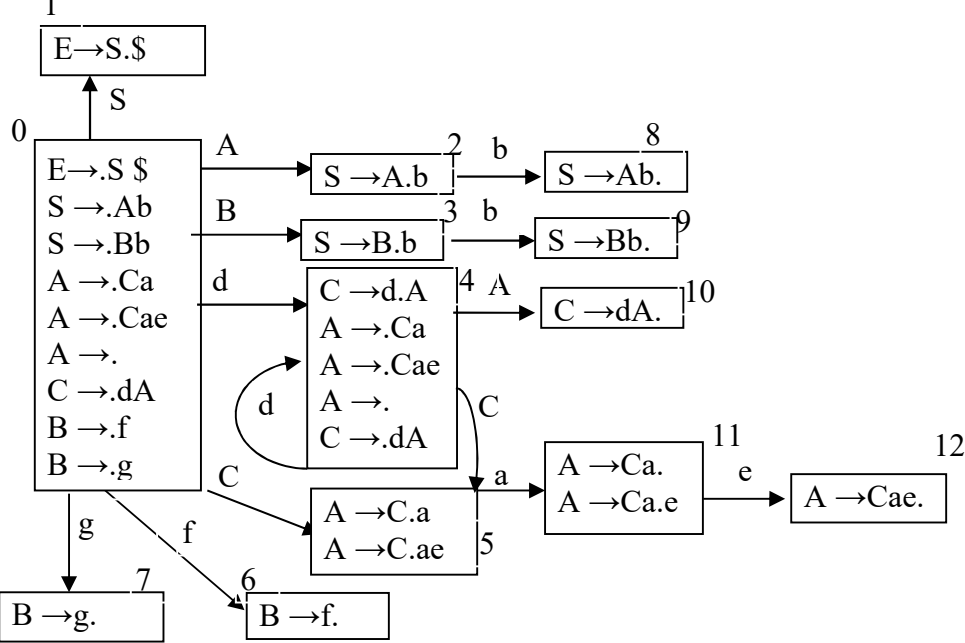 1
E→S.$
S
0
E→.S $
S →.Ab
S →.Bb
A →.Ca
A →.Cae
A →.
C →.dA
B →.f
B →.g
A
2
S →A.b
b
8
S →Ab.
B
3
S →B.b
b
9
S →Bb.
d
4
C →d.A
A →.Ca
A →.Cae
A →.
C →.dA
A
10
C →dA.
d
C
C
A →C.a
A →C.ae
5
a
11
A →Ca.
A →Ca.e
e
12
A →Cae.
g
f
7
B →g.
6
B →f.